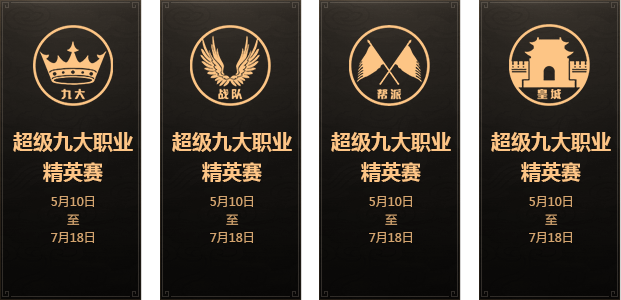 九大
超级九大职业
精英赛
5月10日
至
7月18日
战队
超级九大职业
精英赛
5月10日
至
7月18日
帮派
超级九大职业
精英赛
5月10日
至
7月18日
皇城
超级九大职业
精英赛
5月10日
至
7月18日